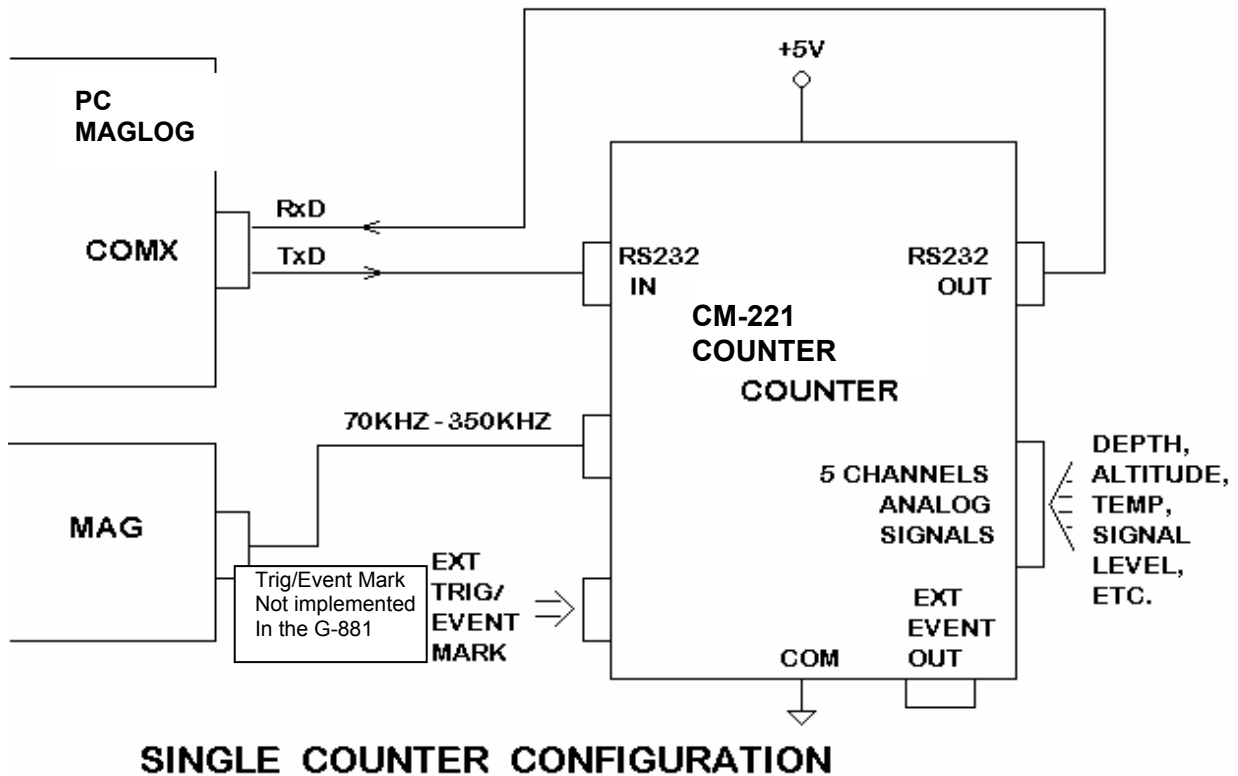 +5V
PC
MAGLOG
COMX
RxD
TxD
RS232
IN
RS232
OUT
CM-221
COUNTER
COUNTER
70KHZ - 350KHZ
MAG
Trig/Event Mark
Not implemented
In the G-881
EXT
TRIG/
EVENT
MARK
5 CHANNELS
ANALOG
SIGNALS
DEPTH,
ALTITUDE,
TEMP,
SIGNAL
LEVEL,
ETC.
EXT
EVENT
OUT
COM
SINGLE COUNTER CONFIGURATION